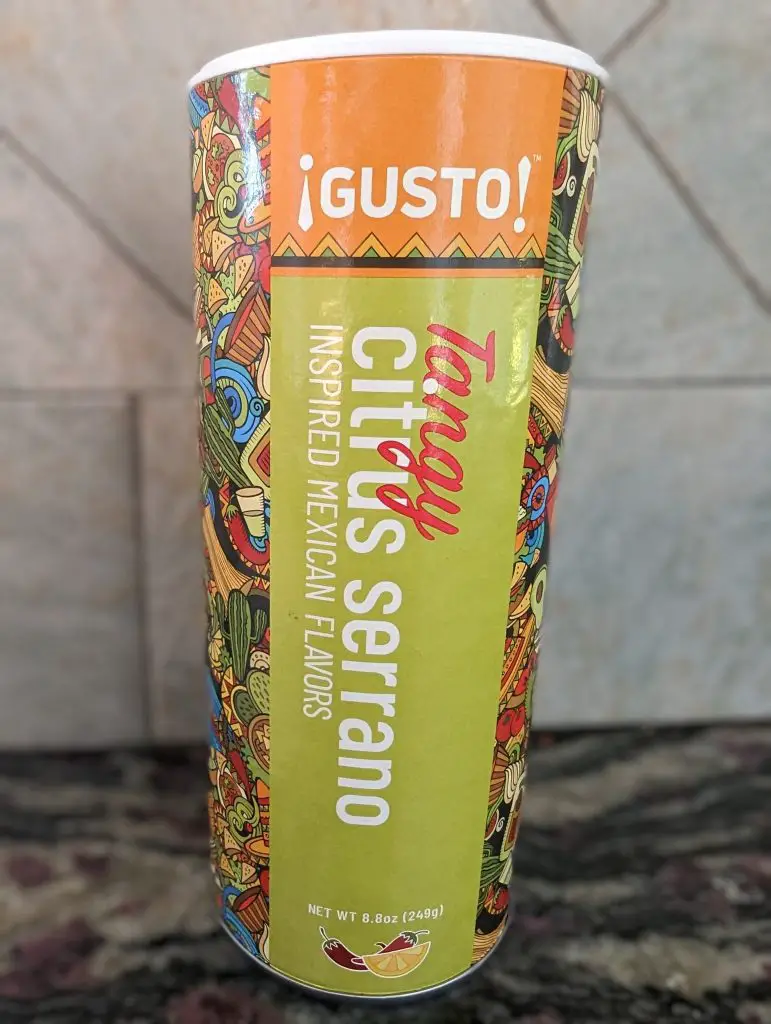 ¡GUSTO!™
Tangy
citrus serrano
INSPIRED MEXICAN FLAVORS
NET WT 8.8oz (249g)